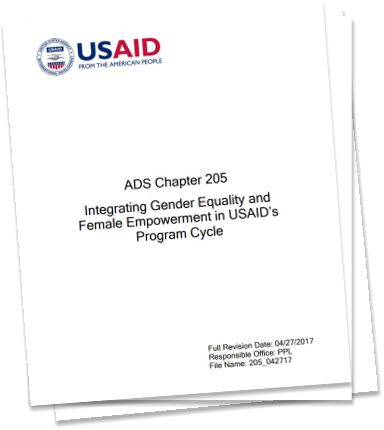 USAID
FROM THE AMERICAN PEOPLE
ADS Chapter 205
Integrating Gender Equality and
Female Empowerment in USAID's
Program Cycle
Full Revision Date: 04/27/2017
Responsible Office: PPL
File Name: 205_042717